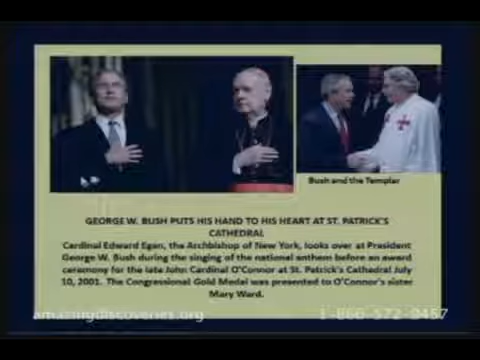 Bush and the Templar
GEORGE W. BUSH PUTS HIS HAND TO HIS HEART AT ST. PATRICK'S
CATHEDRAL
Cardinal Edward Egan, the Archbishop of New York, looks over at President
George W. Bush during the singing of the national anthem before an award
ceremony for the late John Cardinal O'Connor at St. Patrick's Cathedral July
10, 2001. The Congressional Gold Medal was presented to O'Connor's sister
Mary Ward.
amazingdiscoveries.org 1-866-572-0457